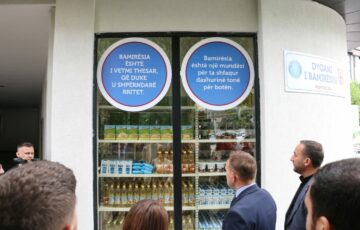 BAMIRËSIA
ËSHTË
I VETMI THESAR,
QË DUKE
U SHPËRNDARË
RRITET.
Bamirësia
është një mundësi
për ta shfaqur
dashurinë tonë
për botën.
DYQANI
I BAMIRËSISË